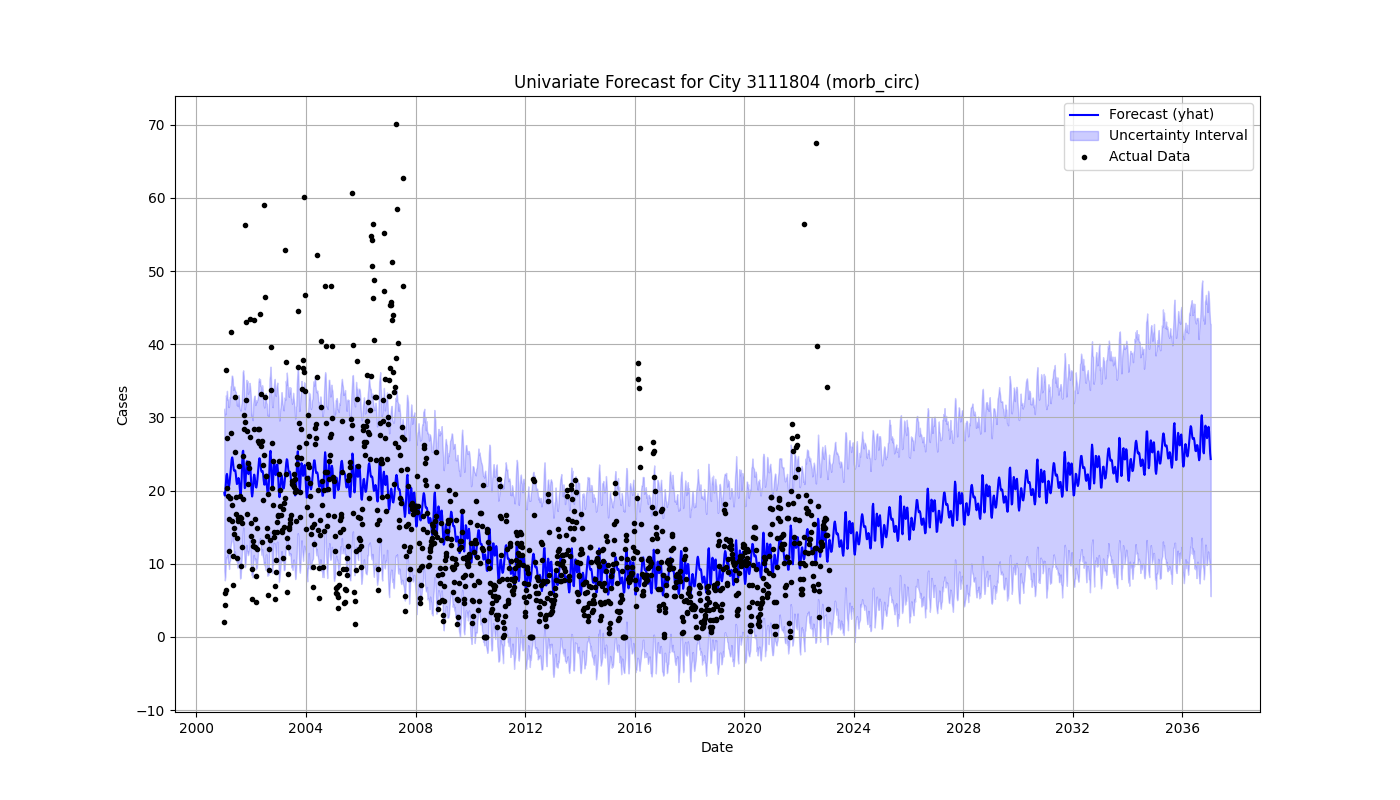 Univariate Forecast for City 3111804 (morb_circ)
Forecast (yhat)
Uncertainty Interval
Actual Data
Cases
70
60
50
40
30
20
10
0
−10
2000 2004 2008 2012 2016 2020 2024 2028 2032 2036
Date